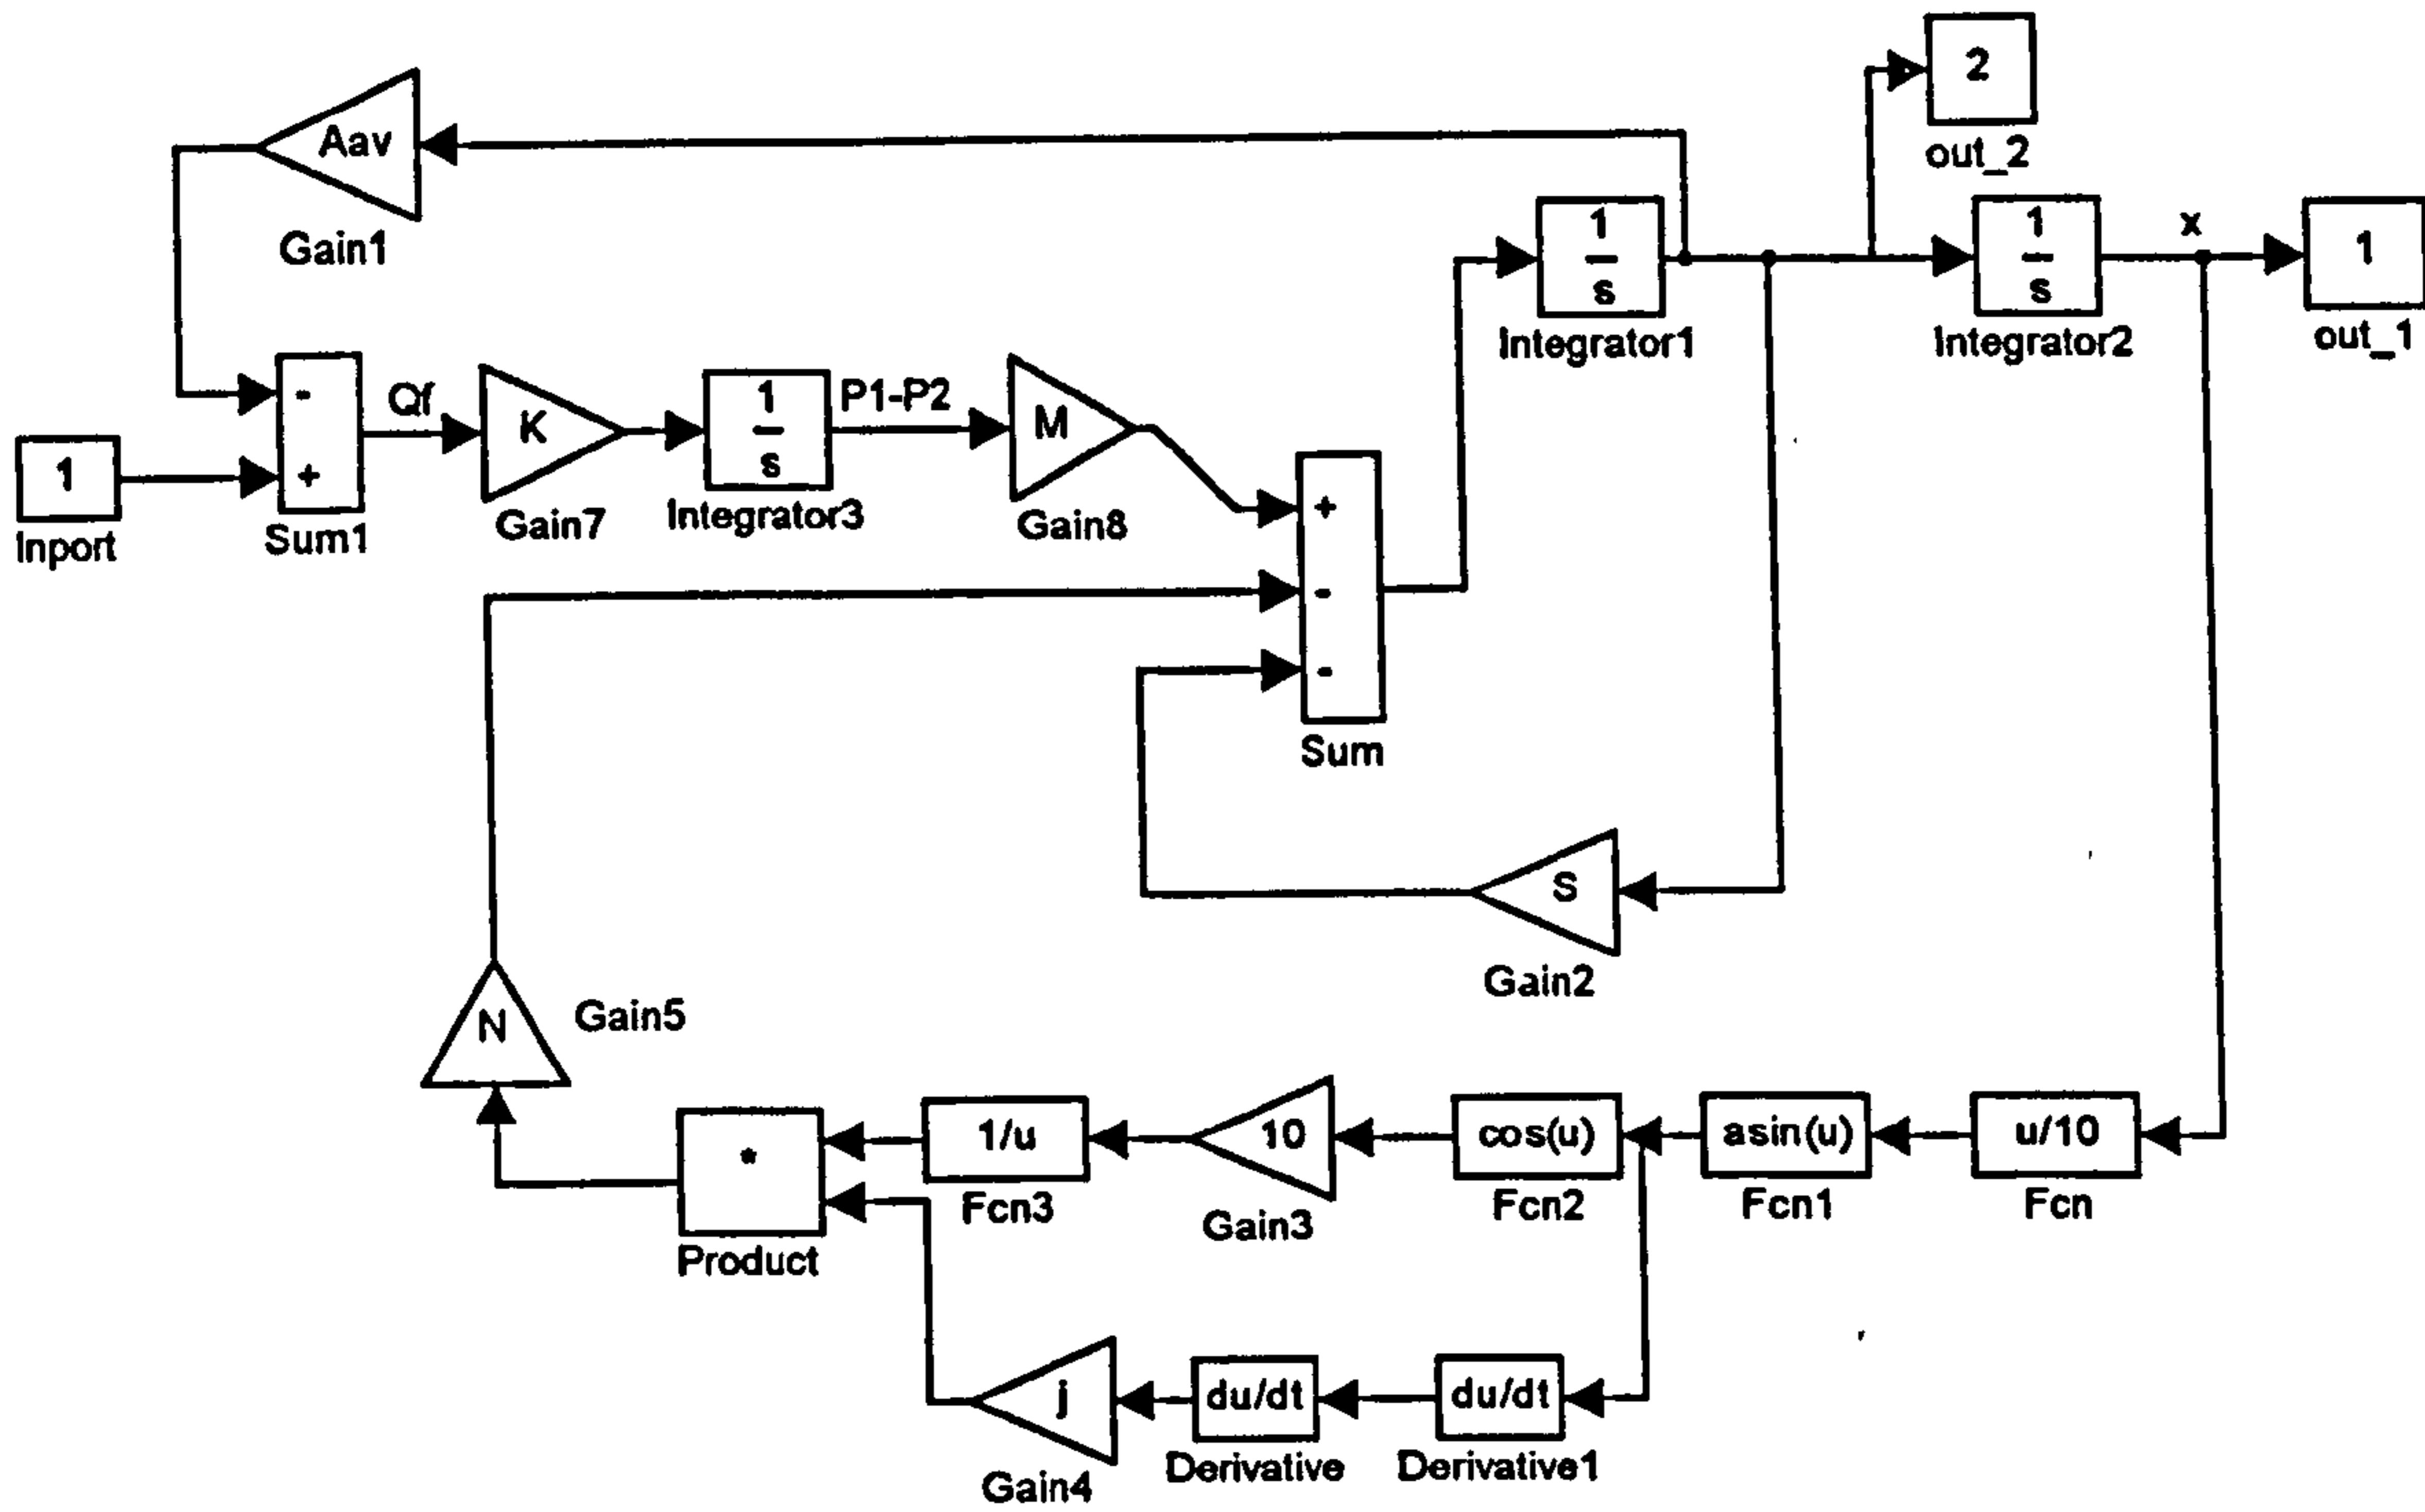 2
out_2
Aav
Gain1
1
s
Integrator1
1
s
Integrator2
x
1
out_1
-
+
Sum1
1
Inport
Qf
K
Gain7
1
s
Integrator3
P1-P2
M
Gain8
+
-
-
Sum
S
Gain2
N
Gain5
*
Product
1/u
Fcn3
10
Gain3
cos(u)
Fcn2
asin(u)
Fcn1
u/10
Fcn
j
Gain4
du/dt
Derivative
du/dt
Derivative1